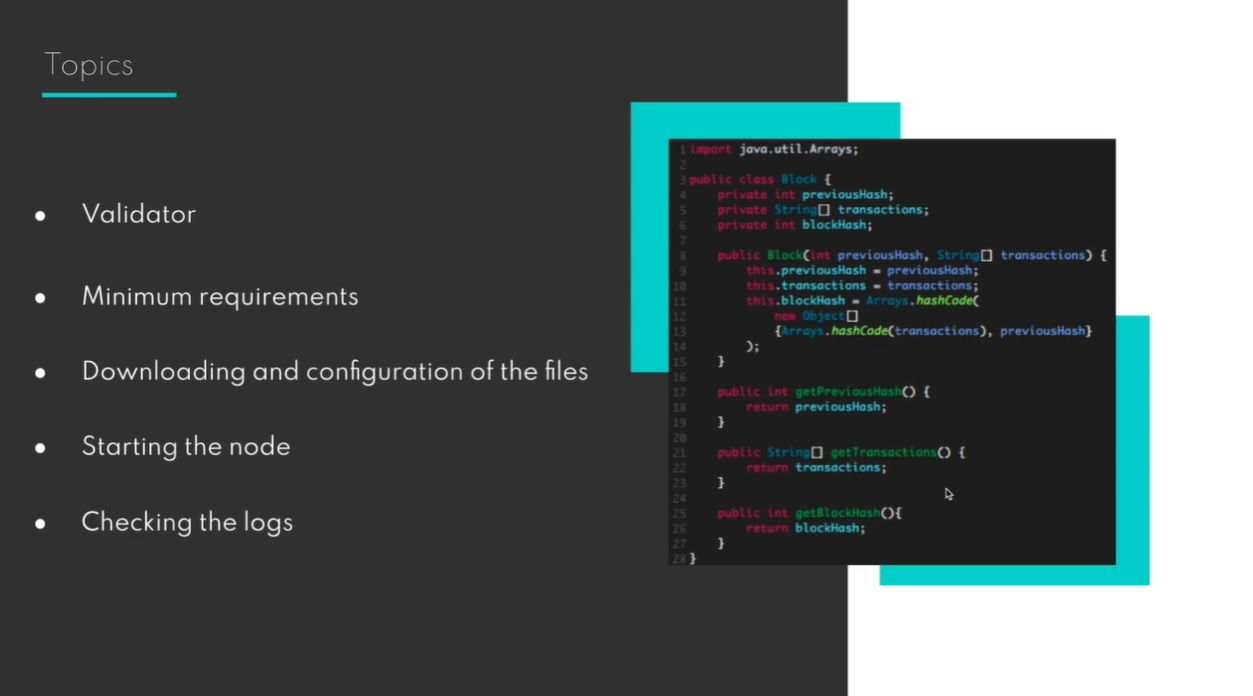 Topics
Validator
Minimum requirements
Downloading and configuration of the files
Starting the node
Checking the logs
1 import java.util.Arrays;
2
3 public class Block {
4 private int previousHash;
5 private String[] transactions;
6 private int blockHash;
7
8 public Block(int previousHash, String[] transactions) {
9 this.previousHash = previousHash;
10 this.transactions = transactions;
11 this.blockHash = Arrays.hashCode(
12 new Object[]
13 {Arrays.hashCode(transactions), previousHash}
14 );
15 }
16
17 public int getPreviousHash() {
18 return previousHash;
19 }
20
21 public String[] getTransactions() {
22 return transactions;
23 }
24
25 public int getBlockHash(){
26 return blockHash;
27 }
28 }